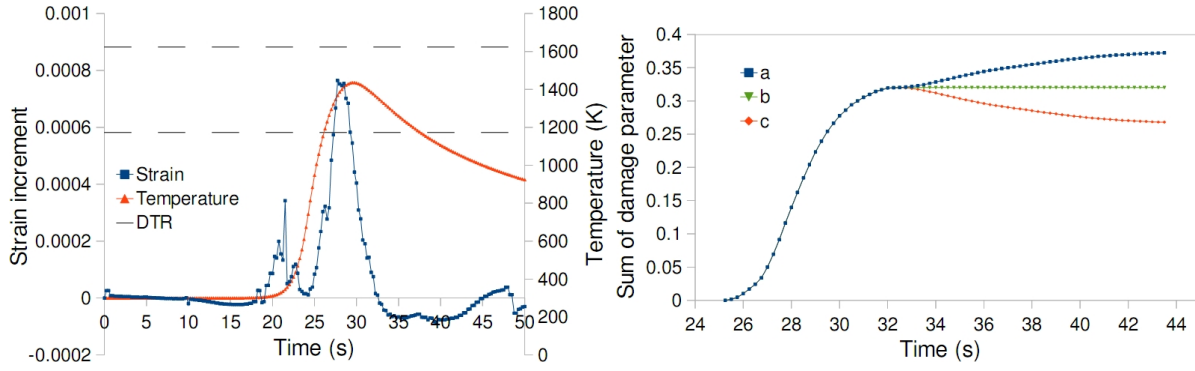 0.001
0.0008
0.0006
0.0004
0.0002
0
-0.0002
Strain increment
Strain
Temperature
DTR
0 5 10 15 20 25 30 35 40 45 50
Time (s)
1800
1600
1400
1200
1000
800
600
400
200
0
Temperature (K)
0.4
0.35
0.3
0.25
0.2
0.15
0.1
0.05
0
Sum of damage parameter
a
b
c
24 26 28 30 32 34 36 38 40 42 44
Time (s)